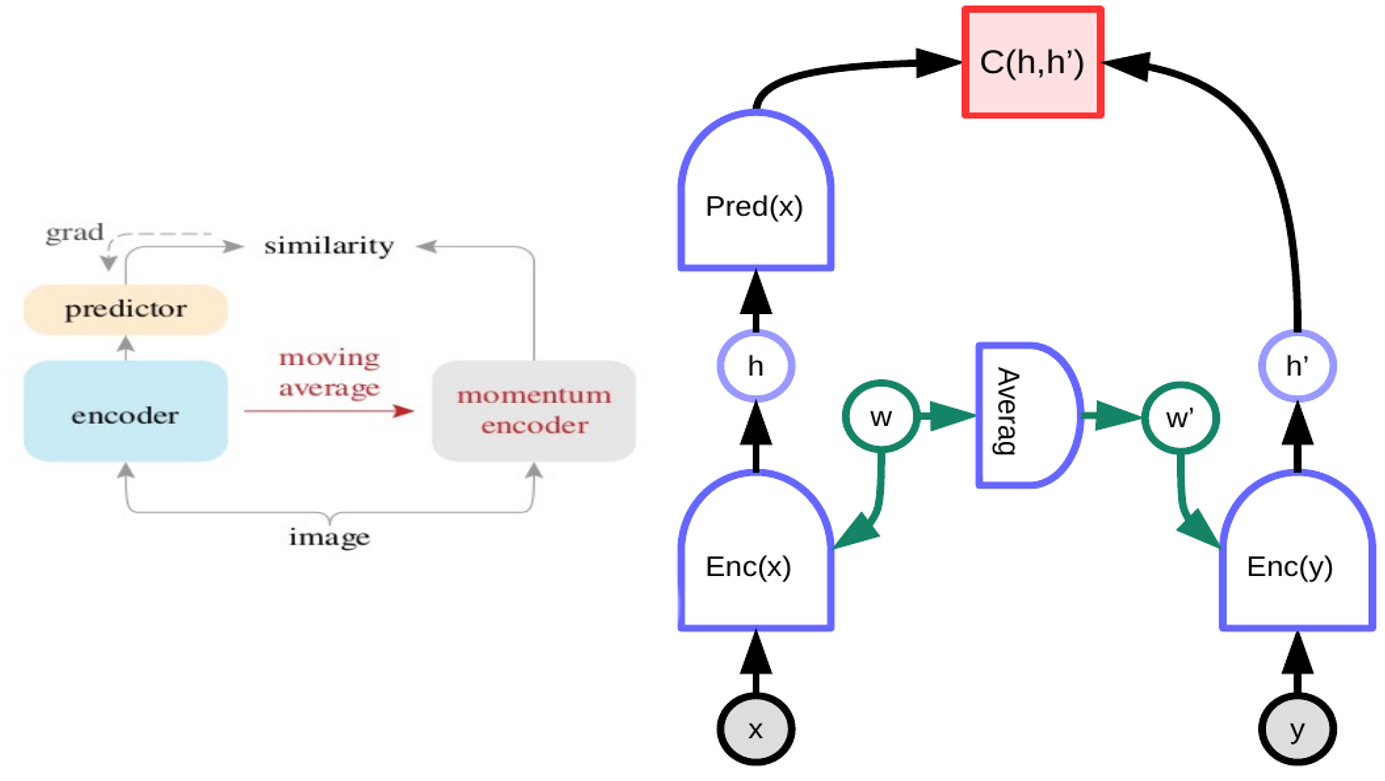 grad
similarity
predictor
moving
average
encoder
momentum
encoder
image
C(h,h’)
Pred(x)
h
h’
w
Averag
w’
Enc(x)
Enc(y)
x
y